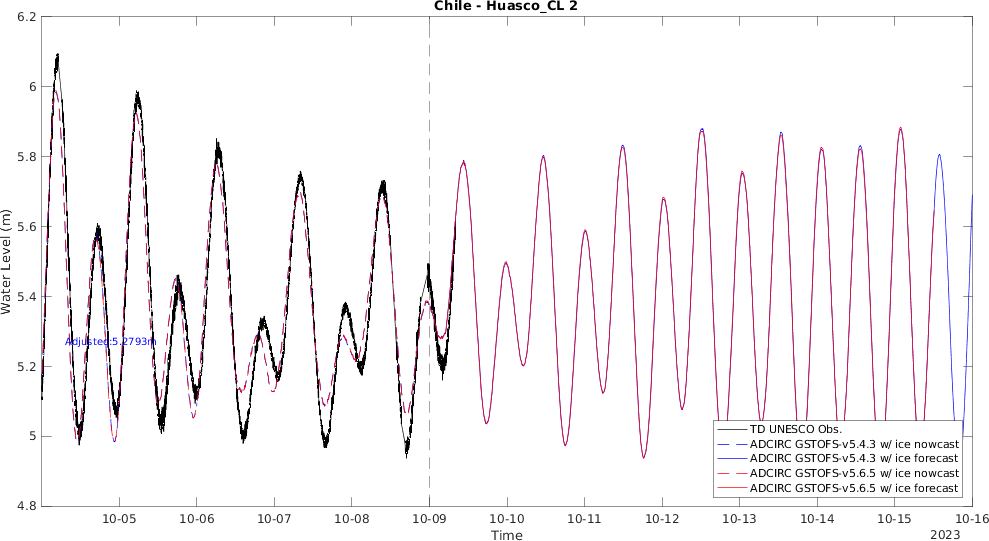 Chile - Huasco_CL 2
6.2
6
5.8
5.6
5.4
5.2
5
4.8
Water Level (m)
Adjusted:5.2793m
TD UNESCO Obs.
ADCIRC GSTOFS-v5.4.3 w/ ice nowcast
ADCIRC GSTOFS-v5.4.3 w/ ice forecast
ADCIRC GSTOFS-v5.6.5 w/ ice nowcast
ADCIRC GSTOFS-v5.6.5 w/ ice forecast
10-05 10-06 10-07 10-08 10-09 10-10 10-11 10-12 10-13 10-14 10-15 10-16
Time
2023